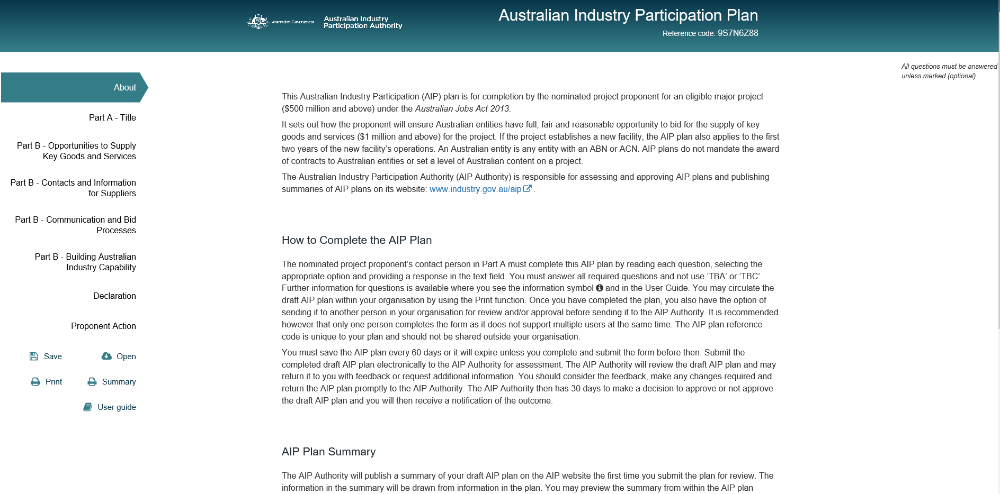 Australian Government
Australian Industry
Participation Authority
Australian Industry Participation Plan
Reference code: 9S7N6Z88
All questions must be answered
unless marked (optional)
About
Part A - Title
Part B - Opportunities to Supply
Key Goods and Services
Part B - Contacts and Information
for Suppliers
Part B - Communication and Bid
Processes
Part B - Building Australian
Industry Capability
Declaration
Proponent Action
Save
Open
Print
Summary
User guide
This Australian Industry Participation (AIP) plan is for completion by the nominated project proponent for an eligible major project
($500 million and above) under the Australian Jobs Act 2013.
It sets out how the proponent will ensure Australian entities have full, fair and reasonable opportunity to bid for the supply of key
goods and services ($1 million and above) for the project. If the project establishes a new facility, the AIP plan also applies to the first
two years of the new facility’s operations. An Australian entity is any entity with an ABN or ACN. AIP plans do not mandate the award
of contracts to Australian entities or set a level of Australian content on a project.
The Australian Industry Participation Authority (AIP Authority) is responsible for assessing and approving AIP plans and publishing
summaries of AIP plans on its website: www.industry.gov.au/aip .
How to Complete the AIP Plan
The nominated project proponent’s contact person in Part A must complete this AIP plan by reading each question, selecting the
appropriate option and providing a response in the text field. You must answer all required questions and not use ‘TBA’ or ‘TBC’.
Further information for questions is available where you see the information symbol and in the User Guide. You may circulate the
draft AIP plan within your organisation by using the Print function. Once you have completed the plan, you also have the option of
sending it to another person in your organisation for review and/or approval before sending it to the AIP Authority. It is recommended
however that only one person completes the form as it does not support multiple users at the same time. The AIP plan reference
code is unique to your plan and should not be shared outside your organisation.
You must save the AIP plan every 60 days or it will expire unless you complete and submit the form before then. Submit the
completed draft AIP plan electronically to the AIP Authority for assessment. The AIP Authority will review the draft AIP plan and may
return it to you with feedback or request additional information. You should consider the feedback, make any changes required and
return the AIP plan promptly to the AIP Authority. The AIP Authority then has 30 days to make a decision to approve or not approve
the draft AIP plan and you will then receive a notification of the outcome.
AIP Plan Summary
The AIP Authority will publish a summary of your draft AIP plan on the AIP website the first time you submit the plan for review. The
information in the summary will be drawn from information in the plan. You may preview the summary from within the AIP plan